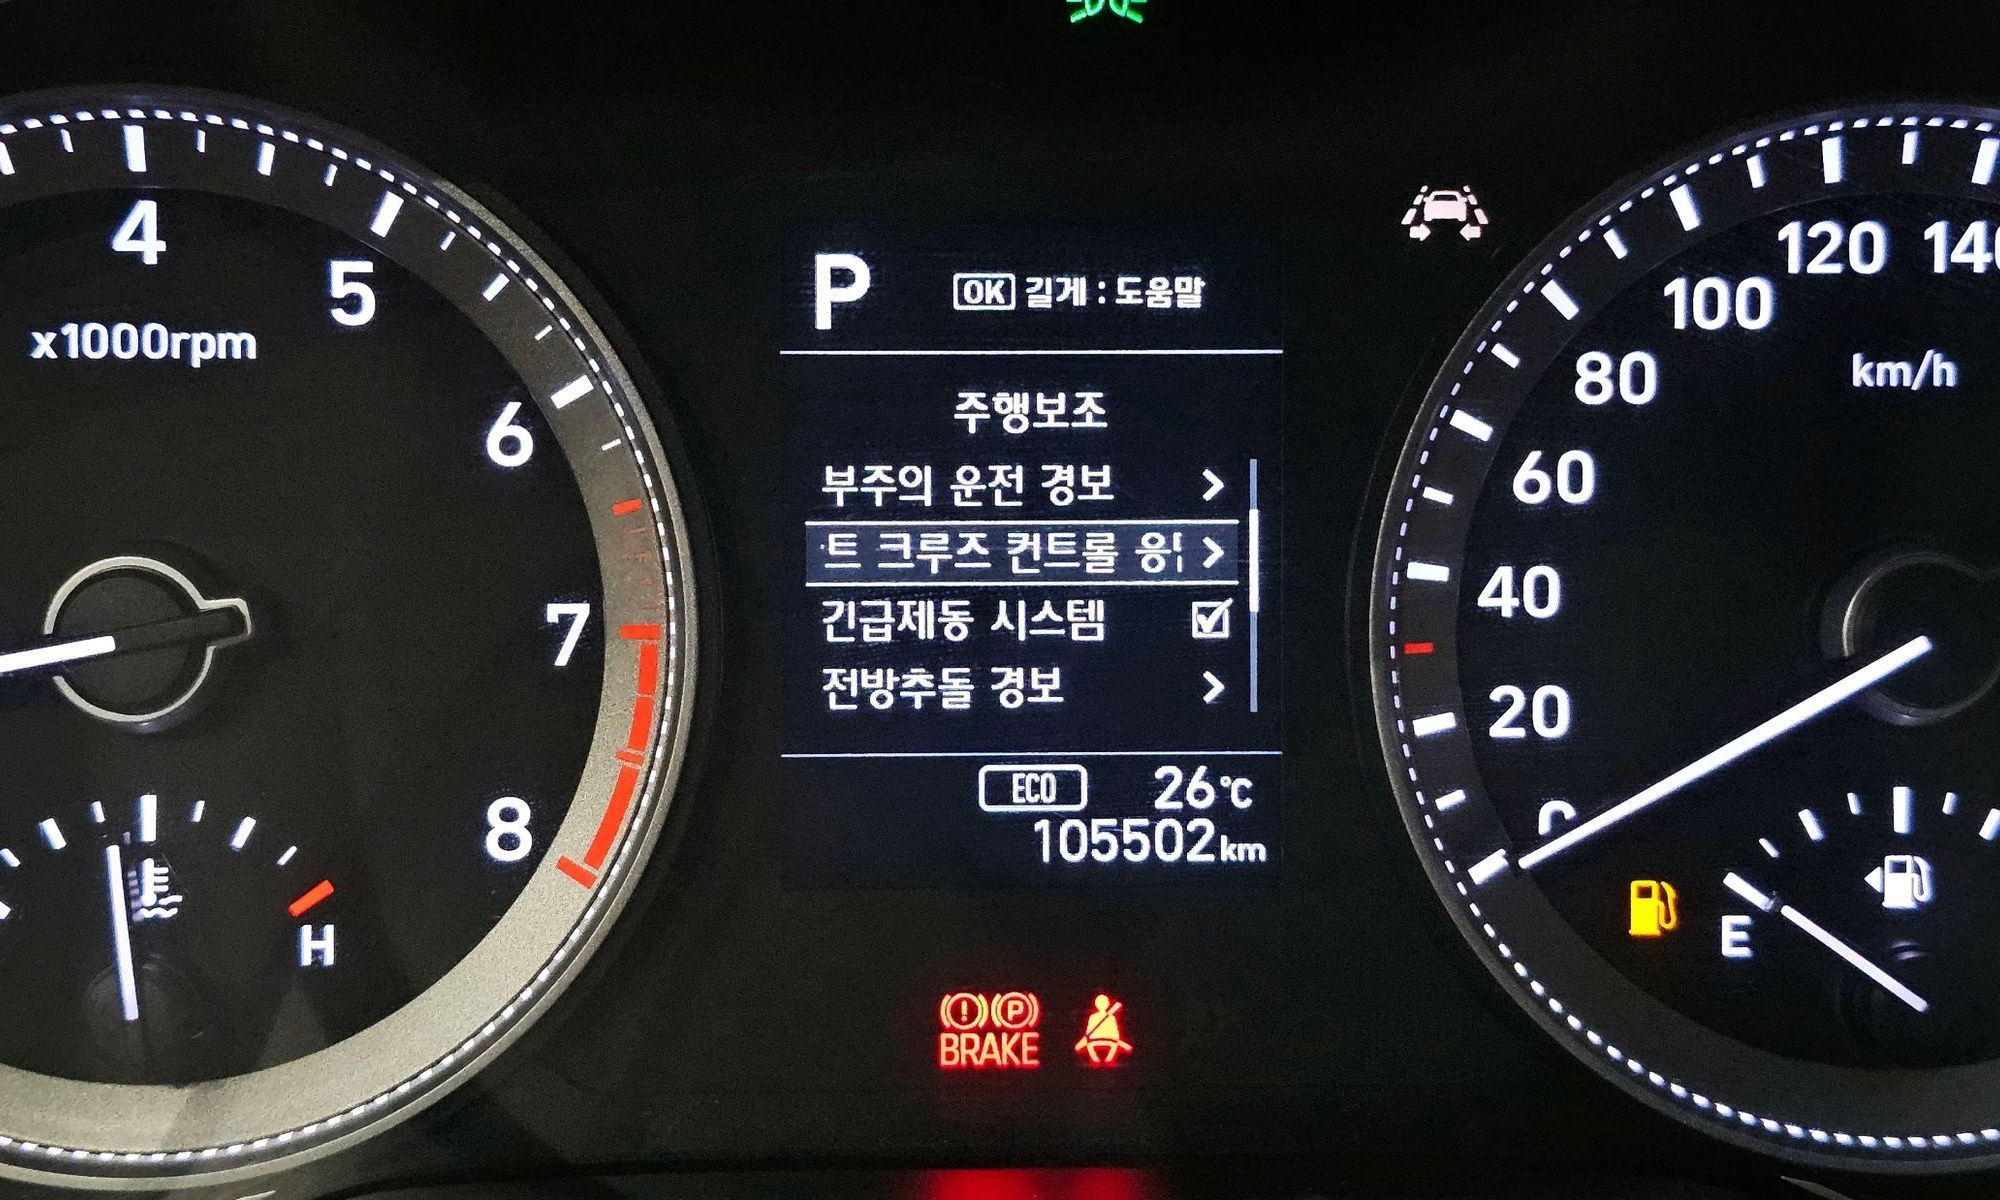 4
5
x1000rpm
6
7
8
H
P
OK 길게 : 도움말
주행보조
부주의 운전 경보
트 크루즈 컨트롤
긴급제동 시스템
전방추돌 경보
ECO 26℃
105502km
P
BRAKE
120
100
80
km/h
60
40
20
0
E